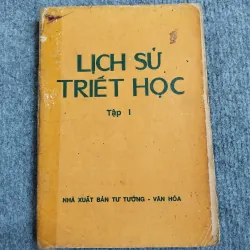 LỊCH SỬ
TRIẾT HỌC
Tập I
NHÀ XUẤT BẢN TƯ TƯỞNG - VĂN HÓA